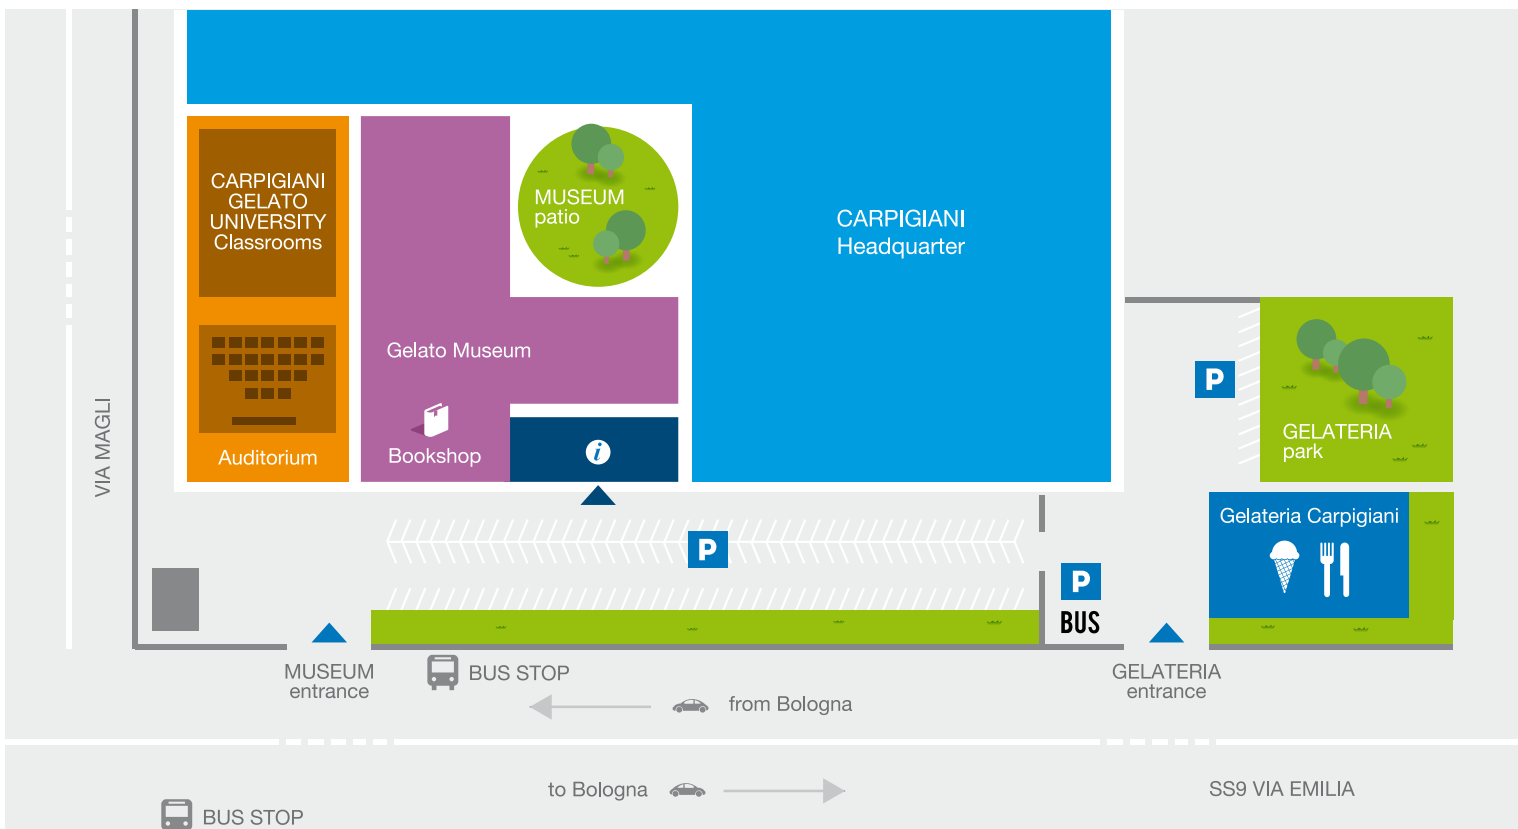 CARPIGIANI
GELATO
UNIVERSITY
Classrooms
MUSEUM
patio
CARPIGIANI
Headquarter
Gelato Museum
Bookshop
Auditorium
i
VIA MAGLI
P
GELATERIA
park
Gelateria Carpigiani
P
P
BUS
MUSEUM
entrance
BUS STOP
GELATERIA
entrance
from Bologna
to Bologna
SS9 VIA EMILIA
BUS STOP